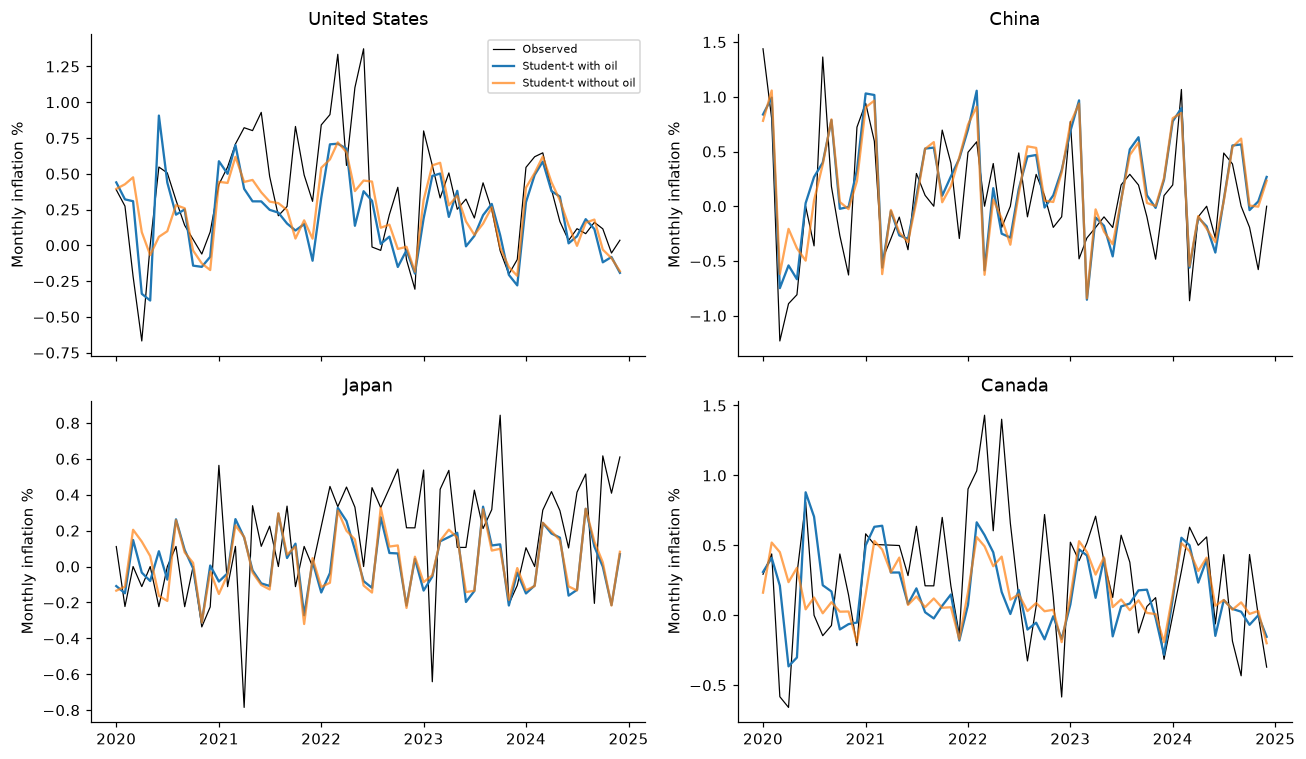 United States
Observed
Student-t with oil
Student-t without oil
Monthly inflation %
1.25
1.00
0.75
0.50
0.25
0.00
−0.25
−0.50
−0.75
China
Monthly inflation %
1.5
1.0
0.5
0.0
−0.5
−1.0
Japan
Monthly inflation %
0.8
0.6
0.4
0.2
0.0
−0.2
−0.4
−0.6
−0.8
2020 2021 2022 2023 2024 2025
Canada
Monthly inflation %
1.5
1.0
0.5
0.0
−0.5
2020 2021 2022 2023 2024 2025